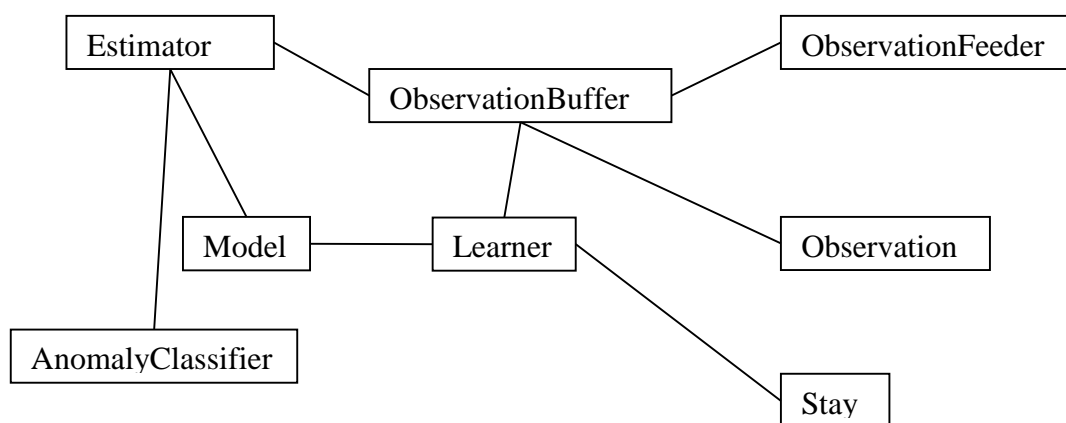 Estimator
ObservationFeeder
ObservationBuffer
Model
Learner
Observation
AnomalyClassifier
Stay